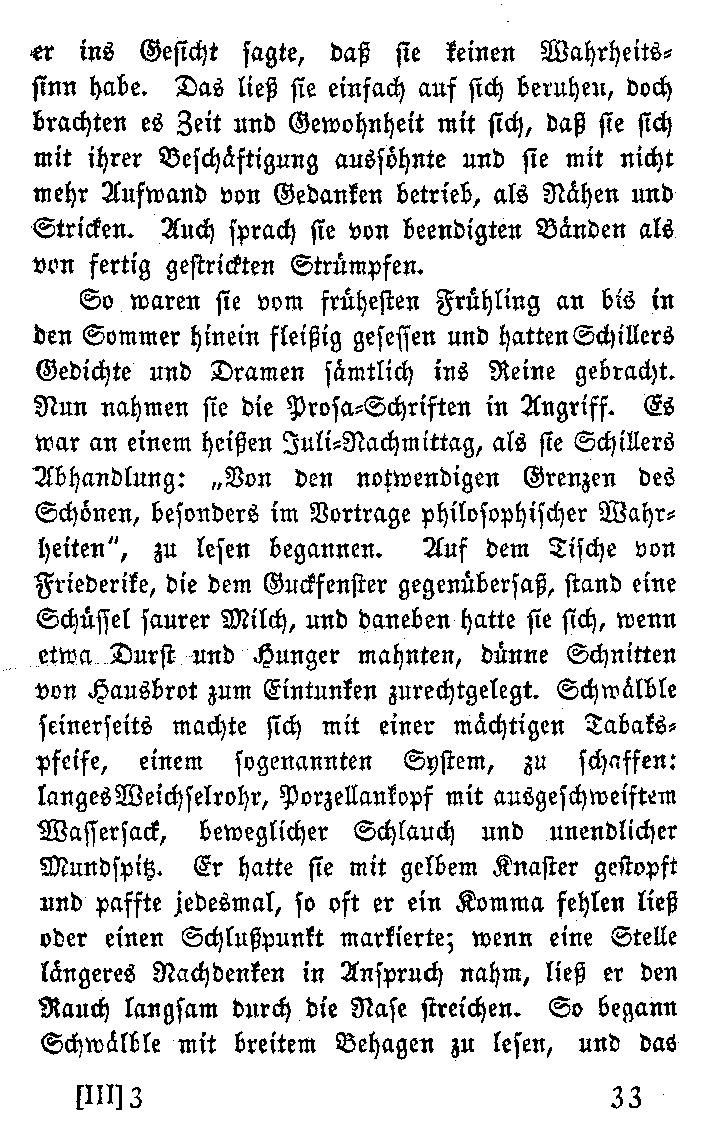 er ins Gesicht sagte, daß sie keinen Wahrheits-
sinn habe. Das ließ sie einfach auf sich beruhen, doch
brachten es Zeit und Gewohnheit mit sich, daß sie sich
mit ihrer Beschäftigung aussöhnte und sie mit nicht
mehr Aufwand von Gedanken betrieb, als Nähen und
Stricken. Auch sprach sie von beendigten Bänden als
von fertig gestrickten Strümpfen.
So waren sie vom frühesten Frühling an bis in
den Sommer hinein fleißig gesessen und hatten Schillers
Gedichte und Dramen sämtlich ins Reine gebracht.
Nun nahmen sie die Prosa-Schriften in Angriff. Es
war an einem heißen Juli-Nachmittag, als sie Schillers
Abhandlung: „Von den notwendigen Grenzen des
Schönen, besonders im Vortrage philosophischer Wahr-
heiten“, zu lesen begannen. Auf dem Tische von
Friederike, die dem Guckfenster gegenübersaß, stand eine
Schüssel saurer Milch, und daneben hatte sie sich, wenn
etwa Durst und Hunger mahnten, dünne Schnitten
von Hausbrot zum Eintunken zurechtgelegt. Schwälble
seinerseits machte sich mit einer mächtigen Tabaks-
pfeife, einem sogenannten System, zu schaffen:
langes Weichselrohr, Porzellankopf mit ausgeschweiftem
Wassersack, beweglicher Schlauch und unendlicher
Mundspitz. Er hatte sie mit gelbem Knaster gestopft
und paffte jedesmal, so oft er ein Komma fehlen ließ
oder einen Schlußpunkt markierte; wenn eine Stelle
längeres Nachdenken in Anspruch nahm, ließ er den
Rauch langsam durch die Nase streichen. So begann
Schwälble mit breitem Behagen zu lesen, und das
[III] 3 33